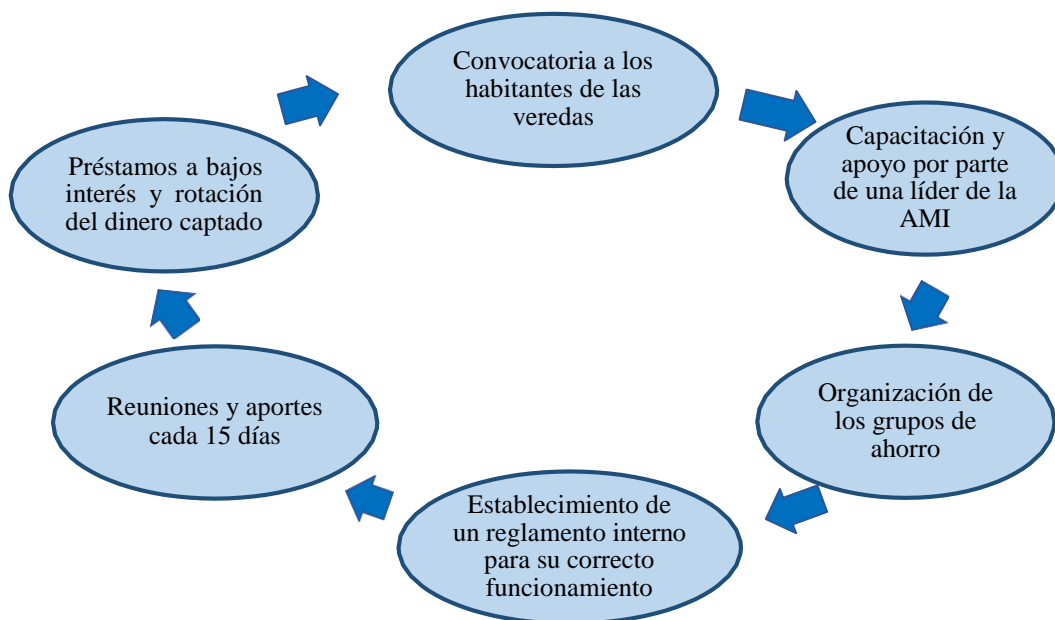 Convocatoria a los
habitantes de las
veredas
Capacitación y
apoyo por parte
de una líder de la
AMI
Organización de
los grupos de
ahorro
Establecimiento de
un reglamento interno
para su correcto
funcionamiento
Reuniones y aportes
cada 15 días
Préstamos a bajos
interés y rotación
del dinero captado